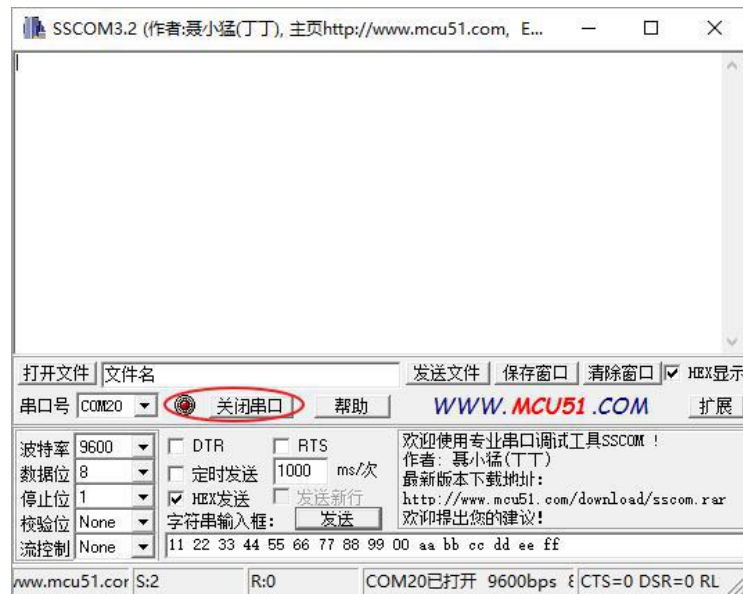 SSCOM3.2 (作者:聂小猛(丁丁), 主页http://www.mcu51.com, E...
打开文件 文件名 发送文件 保存窗口 清除窗口 HEX显示
串口号 COM20 关闭串口 帮助 WWW.MCU51.COM 扩展
波特率 9600 DTR RTS
数据位 8 定时发送 1000 ms/次
停止位 1 HEX发送 发送新行
校验位 None 字符串输入框: 发送
流控制 None 11 22 33 44 55 66 77 88 99 00 aa bb cc dd ee ff
欢迎使用专业串口调试工具SSCOM !
作者: 聂小猛(丁丁)
最新版本下载地址:
http://www.mcu51.com/download/sscom.rar
欢迎提出您的建议!
www.mcu51.cor S:2 R:0 COM20已打开 9600bps 8 CTS=0 DSR=0 RL